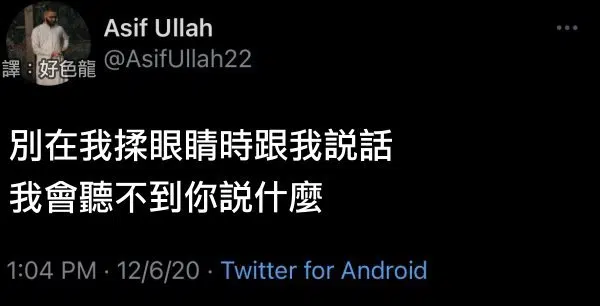 Asif Ullah
@AsifUllah22
譯：好色龍
別在我揉眼睛時跟我說話
我會聽不到你說什麼
1:04 PM · 12/6/20 · Twitter for Android